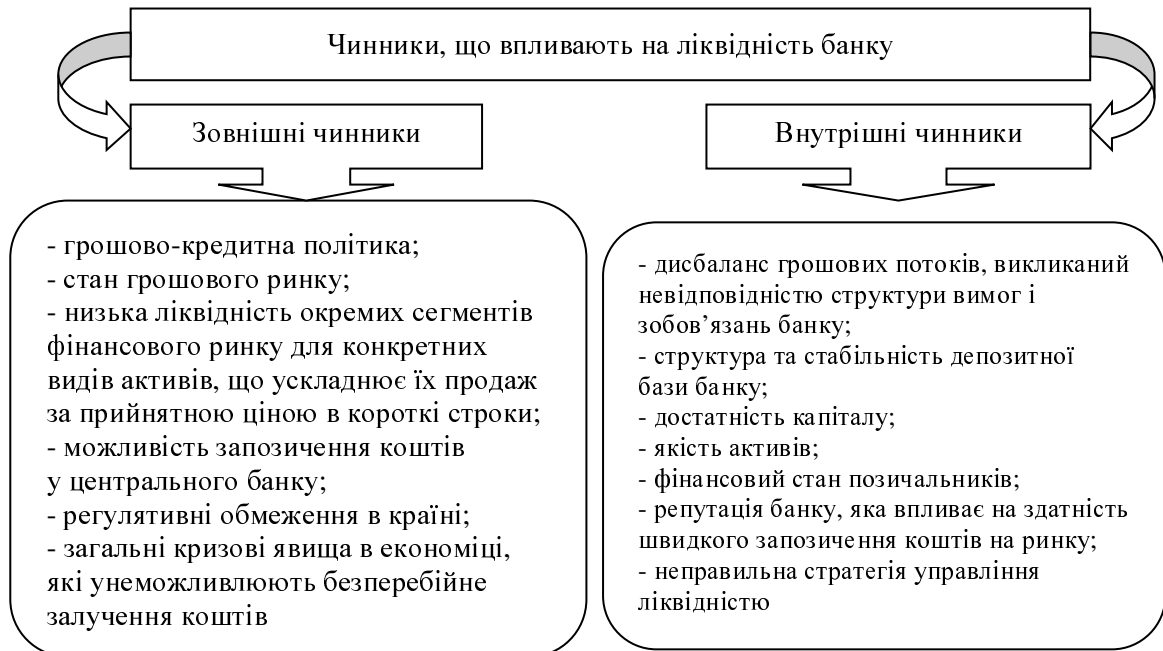 Чинники, що впливають на ліквідність банку
Зовнішні чинники
- грошово-кредитна політика;
- стан грошового ринку;
- низька ліквідність окремих сегментів
фінансового ринку для конкретних
видів активів, що ускладнює їх продаж
за прийнятною ціною в короткі строки;
- можливість запозичення коштів
у центрального банку;
- регулятивні обмеження в країні;
- загальні кризові явища в економіці,
які унеможливлюють безперебійне
залучення коштів
Внутрішні чинники
- дисбаланс грошових потоків, викликаний
невідповідністю структури вимог і
зобов’язань банку;
- структура та стабільність депозитної
бази банку;
- достатність капіталу;
- якість активів;
- фінансовий стан позичальників;
- репутація банку, яка впливає на здатність
швидкого запозичення коштів на ринку;
- неправильна стратегія управління
ліквідністю